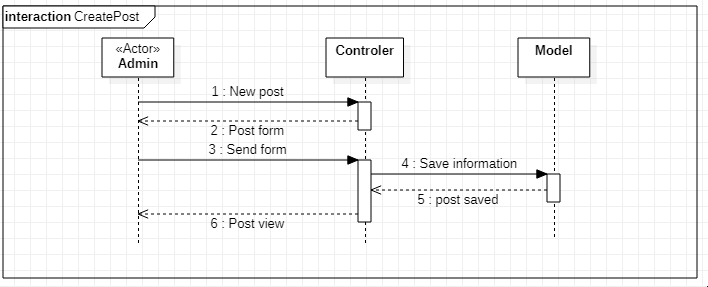 interaction CreatePost
«Actor»
Admin
Controler
Model
1 : New post
2 : Post form
3 : Send form
4 : Save information
5 : post saved
6 : Post view